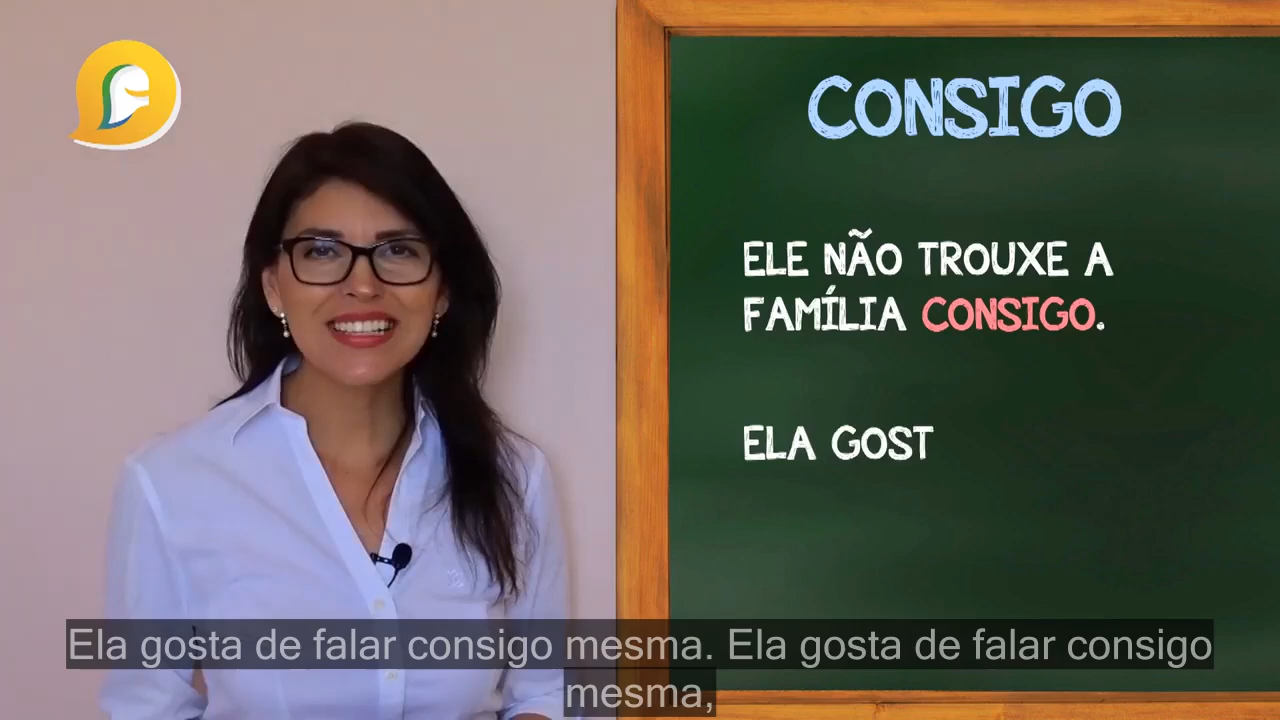 CONSIGO
ELE NÃO TROUXE A
FAMÍLIA CONSIGO.
ELA GOST
Ela gosta de falar consigo mesma. Ela gosta de falar consigo
mesma,